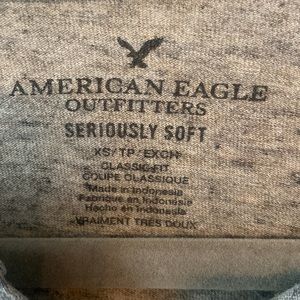 AMERICAN EAGLE
OUTFITTERS
SERIOUSLY SOFT
XS/TP/EXCH
CLASSIC FIT
COUPE CLASSIQUE
Made in Indonesia
Fabriqué en Indonésie
Hecho en Indonesia
VRAIMENT TRÈS DOUX